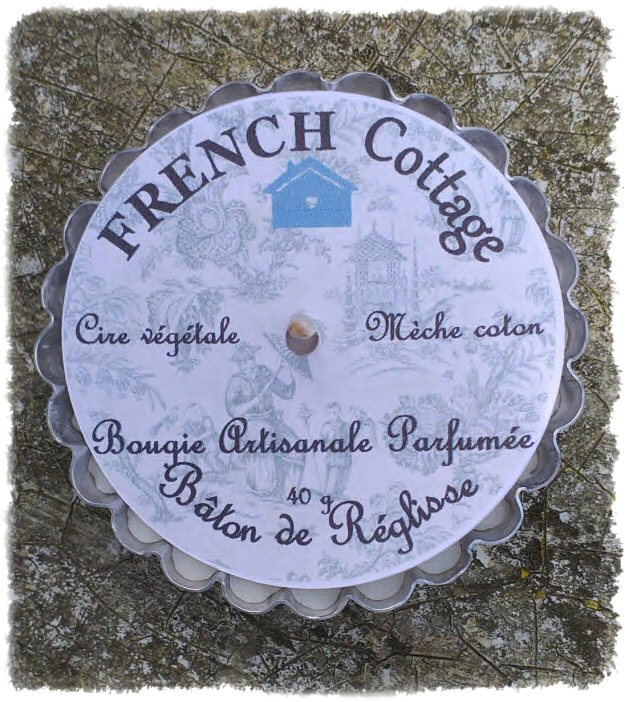 FRENCH Cottage
Cire végétale
Mèche coton
Bougie Artisanale Parfumée
40 g
Bâton de Réglisse